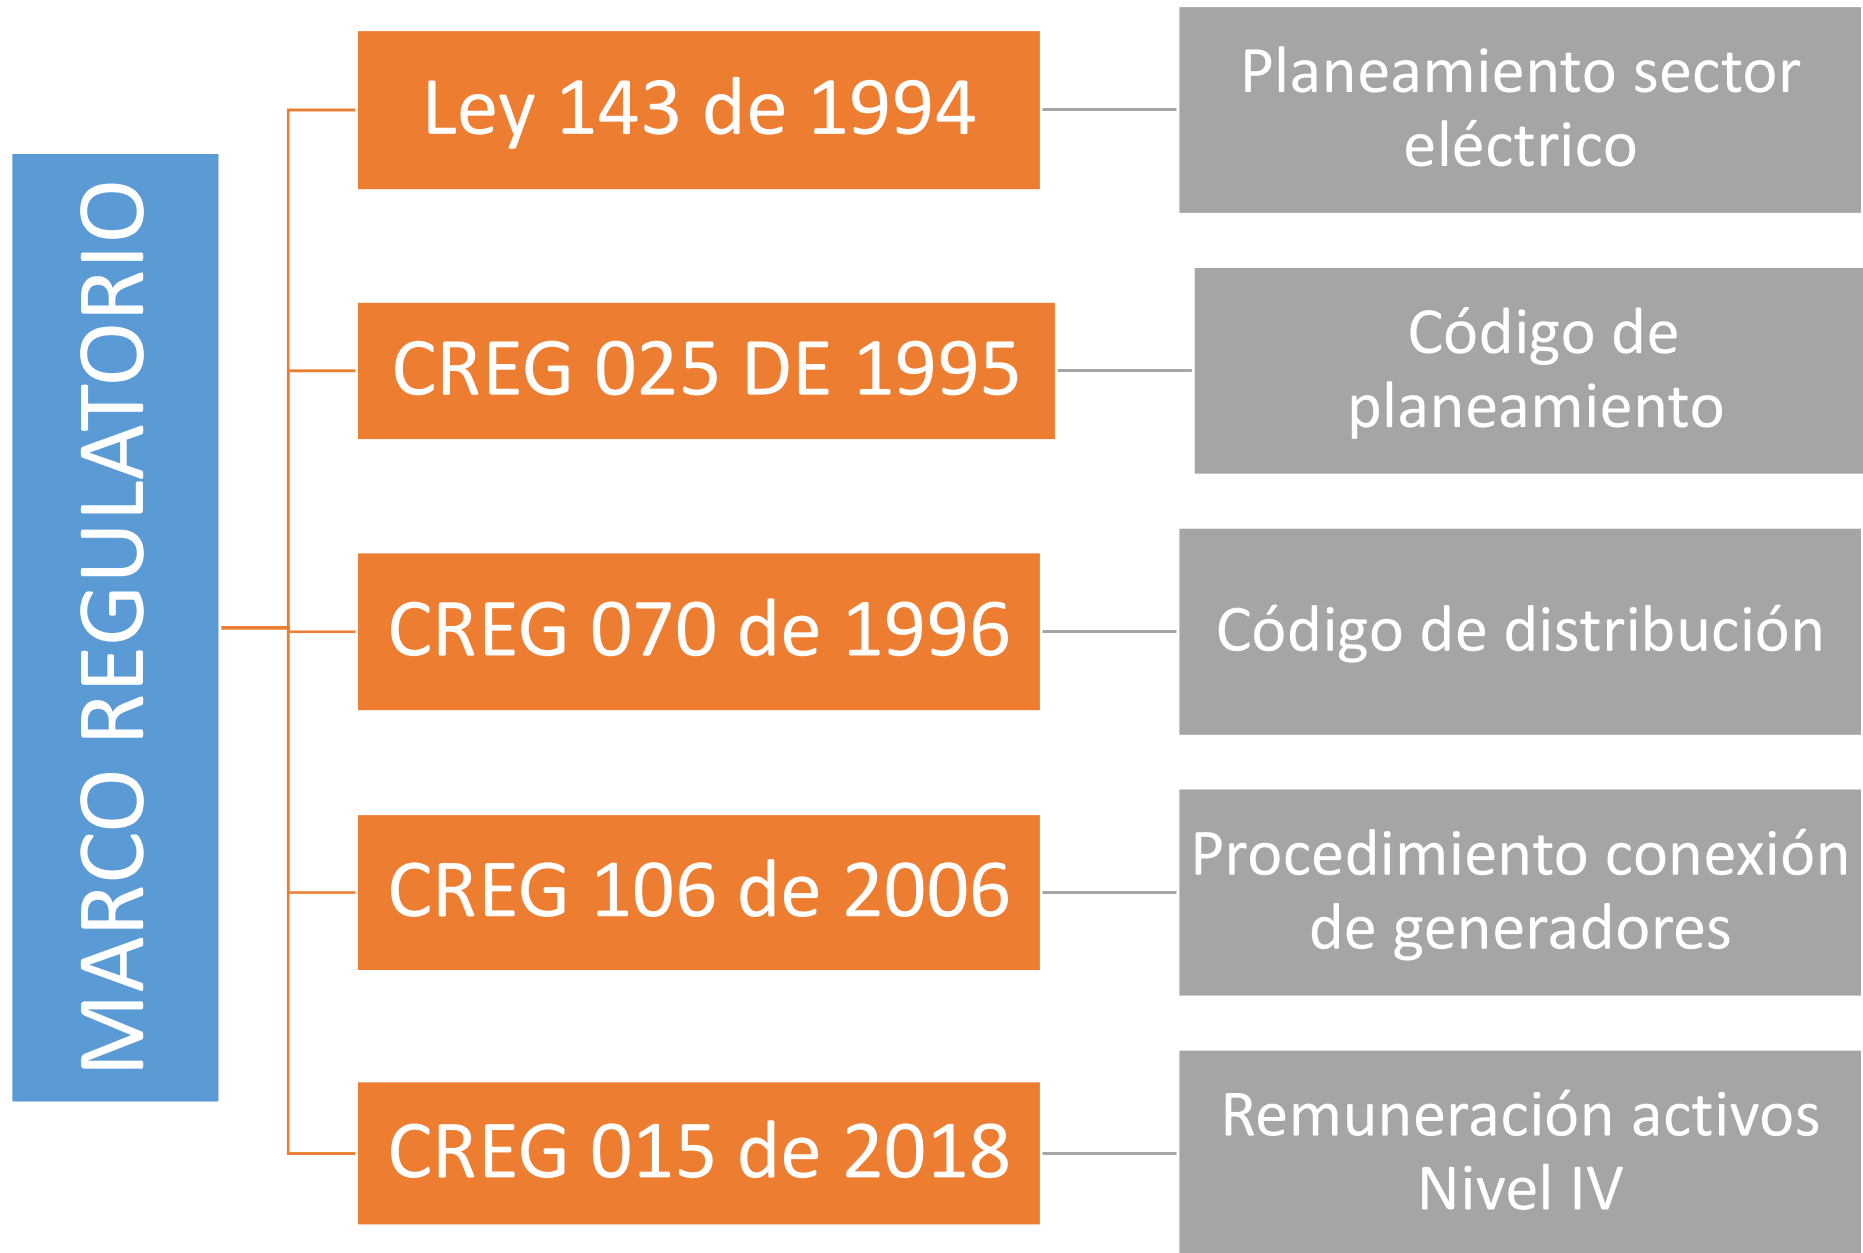 MARCO REGULATORIO
Ley 143 de 1994
Planeamiento sector
eléctrico
CREG 025 DE 1995
Código de
planeamiento
CREG 070 de 1996
Código de distribución
CREG 106 de 2006
Procedimiento conexión
de generadores
CREG 015 de 2018
Remuneración activos
Nivel IV